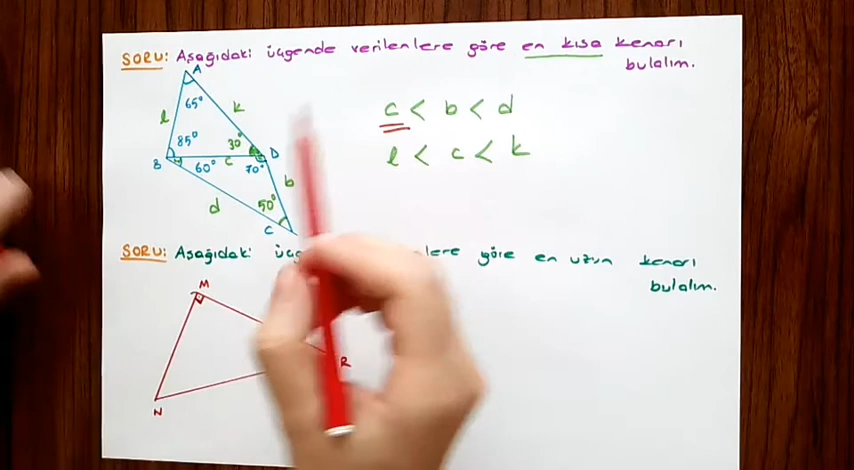 SORU: Aşağıdaki üçgende verilenlere göre en kısa kenarı
bulalım.
A
65°
l
k
85°
30°
B
60°
c
70°
D
d
b
50°
C
c < b < d
l < c < k
SORU: Aşağıdaki göre en uzun kenarı
bulalım.
M
R
N